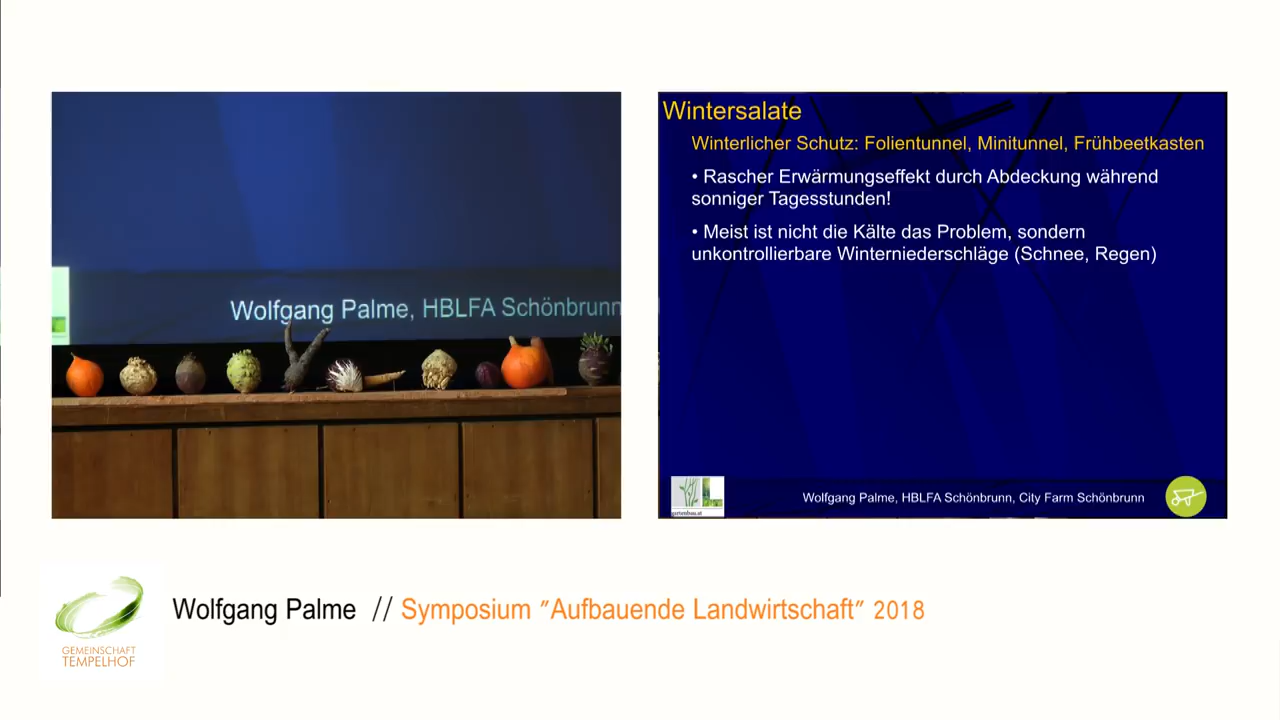 Wolfgang Palme, HBLFA Schönbrunn
Wintersalate
Winterlicher Schutz: Folientunnel, Minitunnel, Frühbeetkasten
• Rascher Erwärmungseffekt durch Abdeckung während
sonniger Tagesstunden!
• Meist ist nicht die Kälte das Problem, sondern
unkontrollierbare Winterniederschläge (Schnee, Regen)
gartenbau.at
Wolfgang Palme, HBLFA Schönbrunn, City Farm Schönbrunn
Wolfgang Palme // Symposium "Aufbauende Landwirtschaft" 2018
GEMEINSCHAFT
TEMPELHOF